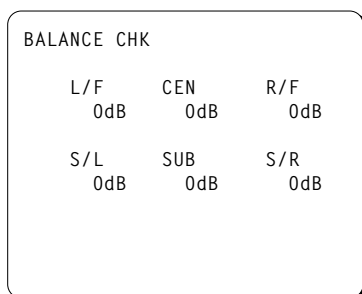 BALANCE CHK
L/F CEN R/F
0dB 0dB 0dB
S/L SUB S/R
0dB 0dB 0dB